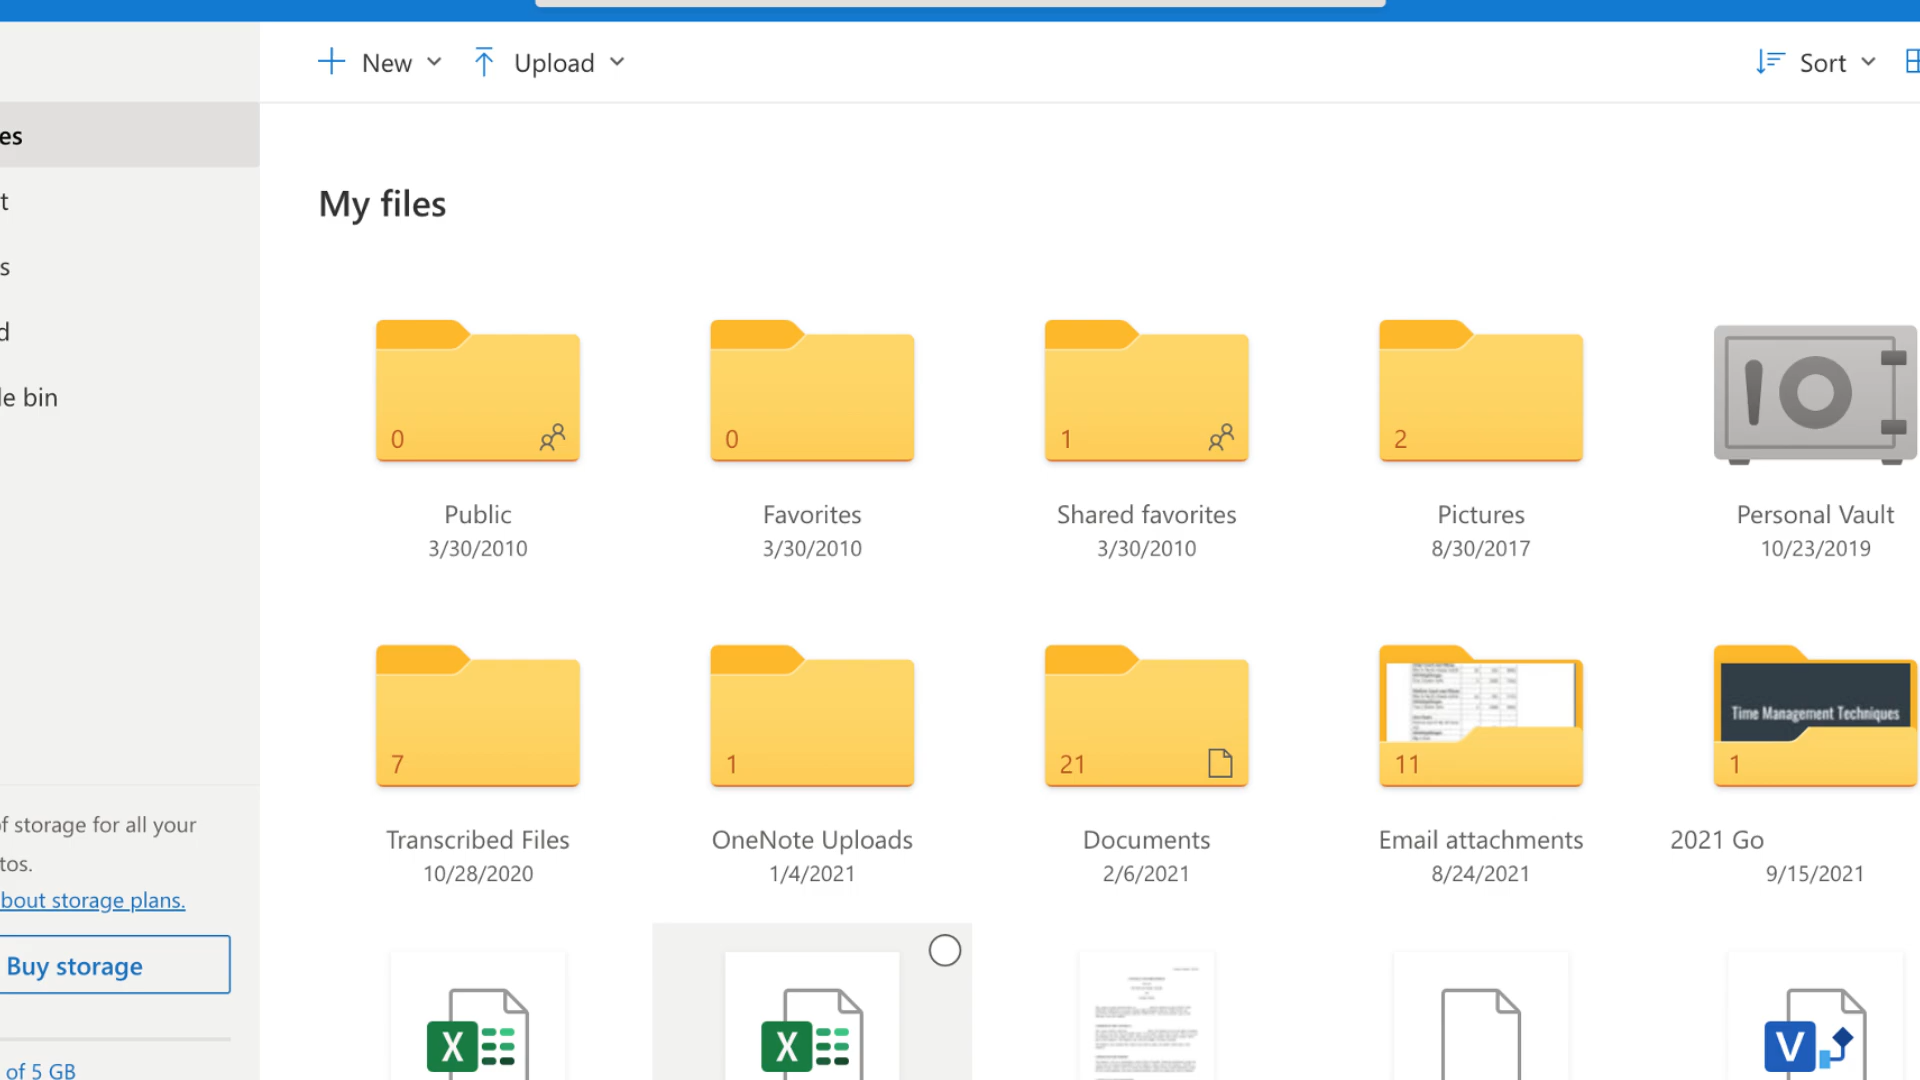 New
Upload
Sort
es
t
s
d
le bin
My files
0
0
1
2
Public
Favorites
Shared favorites
Pictures
Personal Vault
3/30/2010
3/30/2010
3/30/2010
8/30/2017
10/23/2019
Time Management Techniques
7
1
21
11
1
Transcribed Files
OneNote Uploads
Documents
Email attachments
2021 Go
10/28/2020
1/4/2021
2/6/2021
8/24/2021
9/15/2021
of storage for all your
tos.
bout storage plans.
Buy storage
of 5 GB
X
X
V